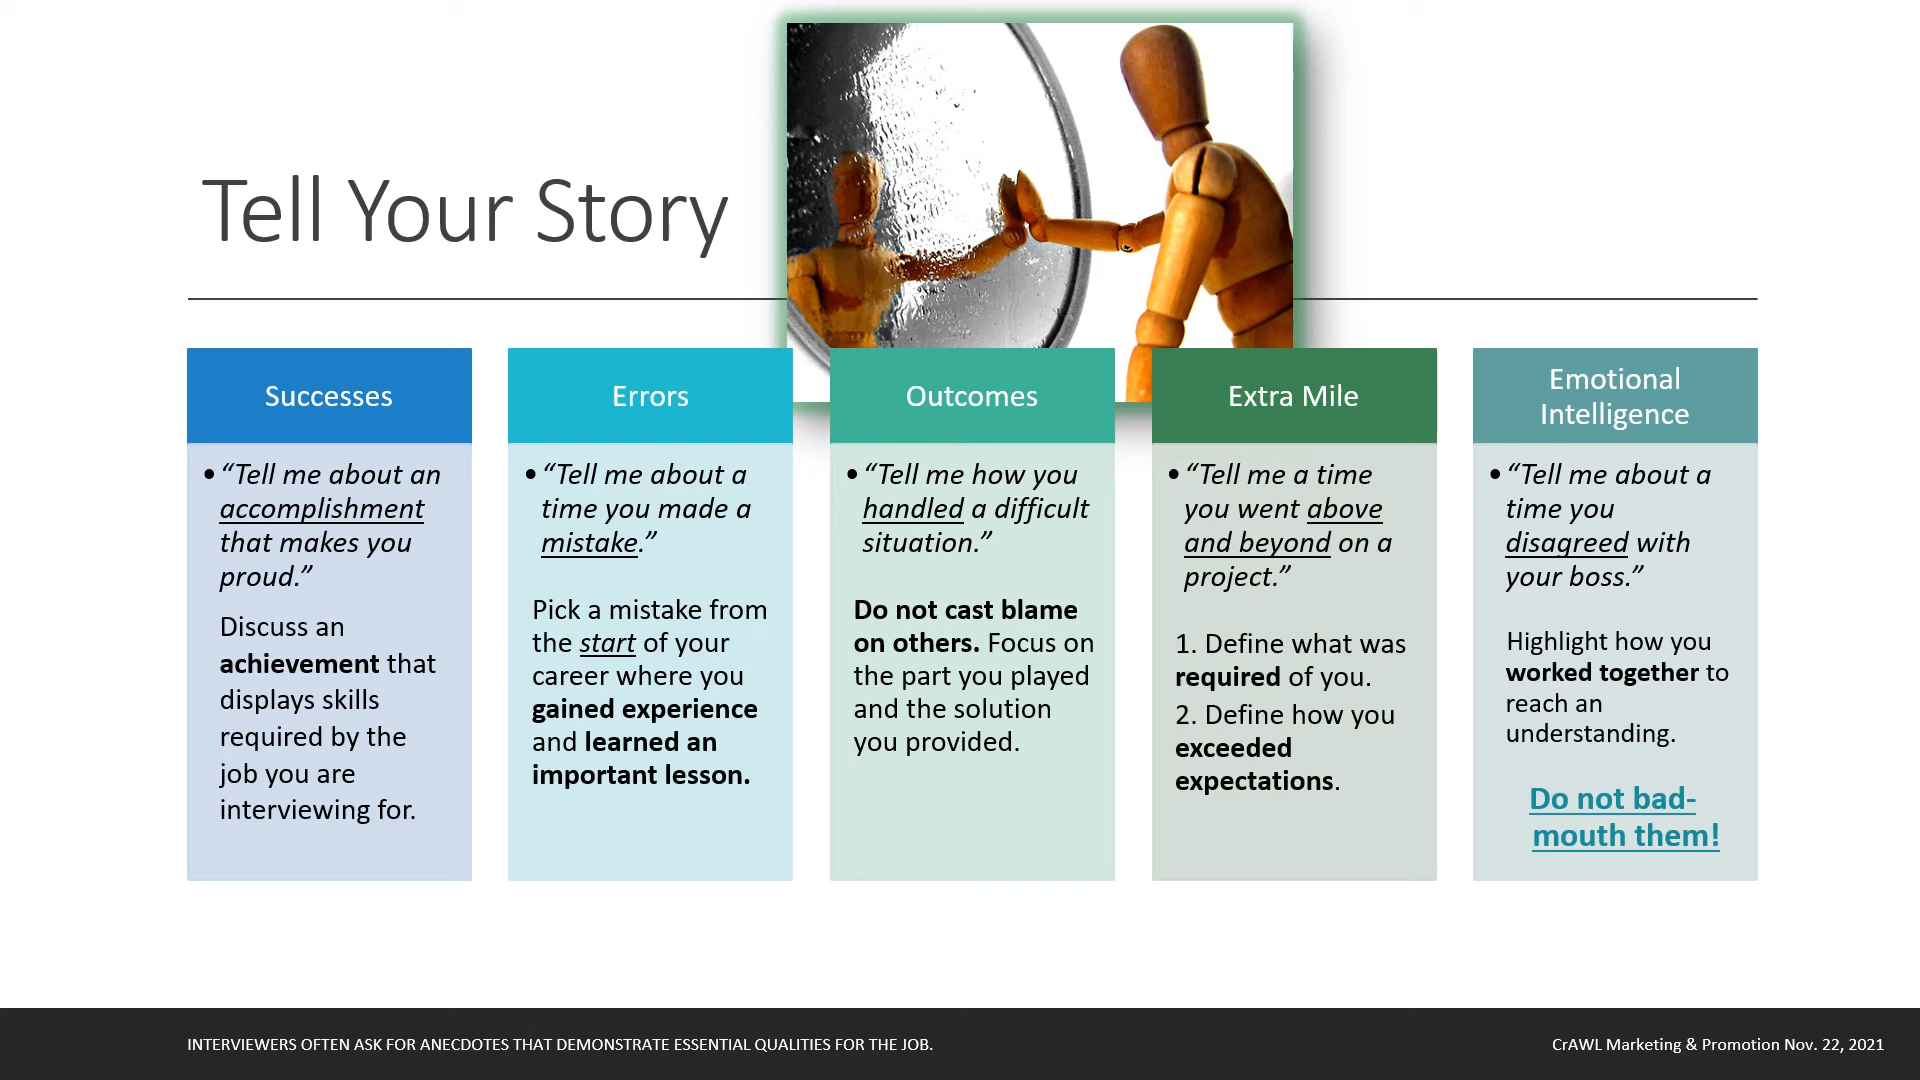 Tell Your Story
Successes
• “Tell me about an
accomplishment
that makes you
proud.”
Discuss an
achievement that
displays skills
required by the
job you are
interviewing for.
Errors
• “Tell me about a
time you made a
mistake.”
Pick a mistake from
the start of your
career where you
gained experience
and learned an
important lesson.
Outcomes
• “Tell me how you
handled a difficult
situation.”
Do not cast blame
on others. Focus on
the part you played
and the solution
you provided.
Extra Mile
• “Tell me a time
you went above
and beyond on a
project.”
1. Define what was
required of you.
2. Define how you
exceeded
expectations.
Emotional
Intelligence
• “Tell me about a
time you
disagreed with
your boss.”
Highlight how you
worked together to
reach an
understanding.
Do not bad-
mouth them!
INTERVIEWERS OFTEN ASK FOR ANECDOTES THAT DEMONSTRATE ESSENTIAL QUALITIES FOR THE JOB.
CrAWL Marketing & Promotion Nov. 22, 2021